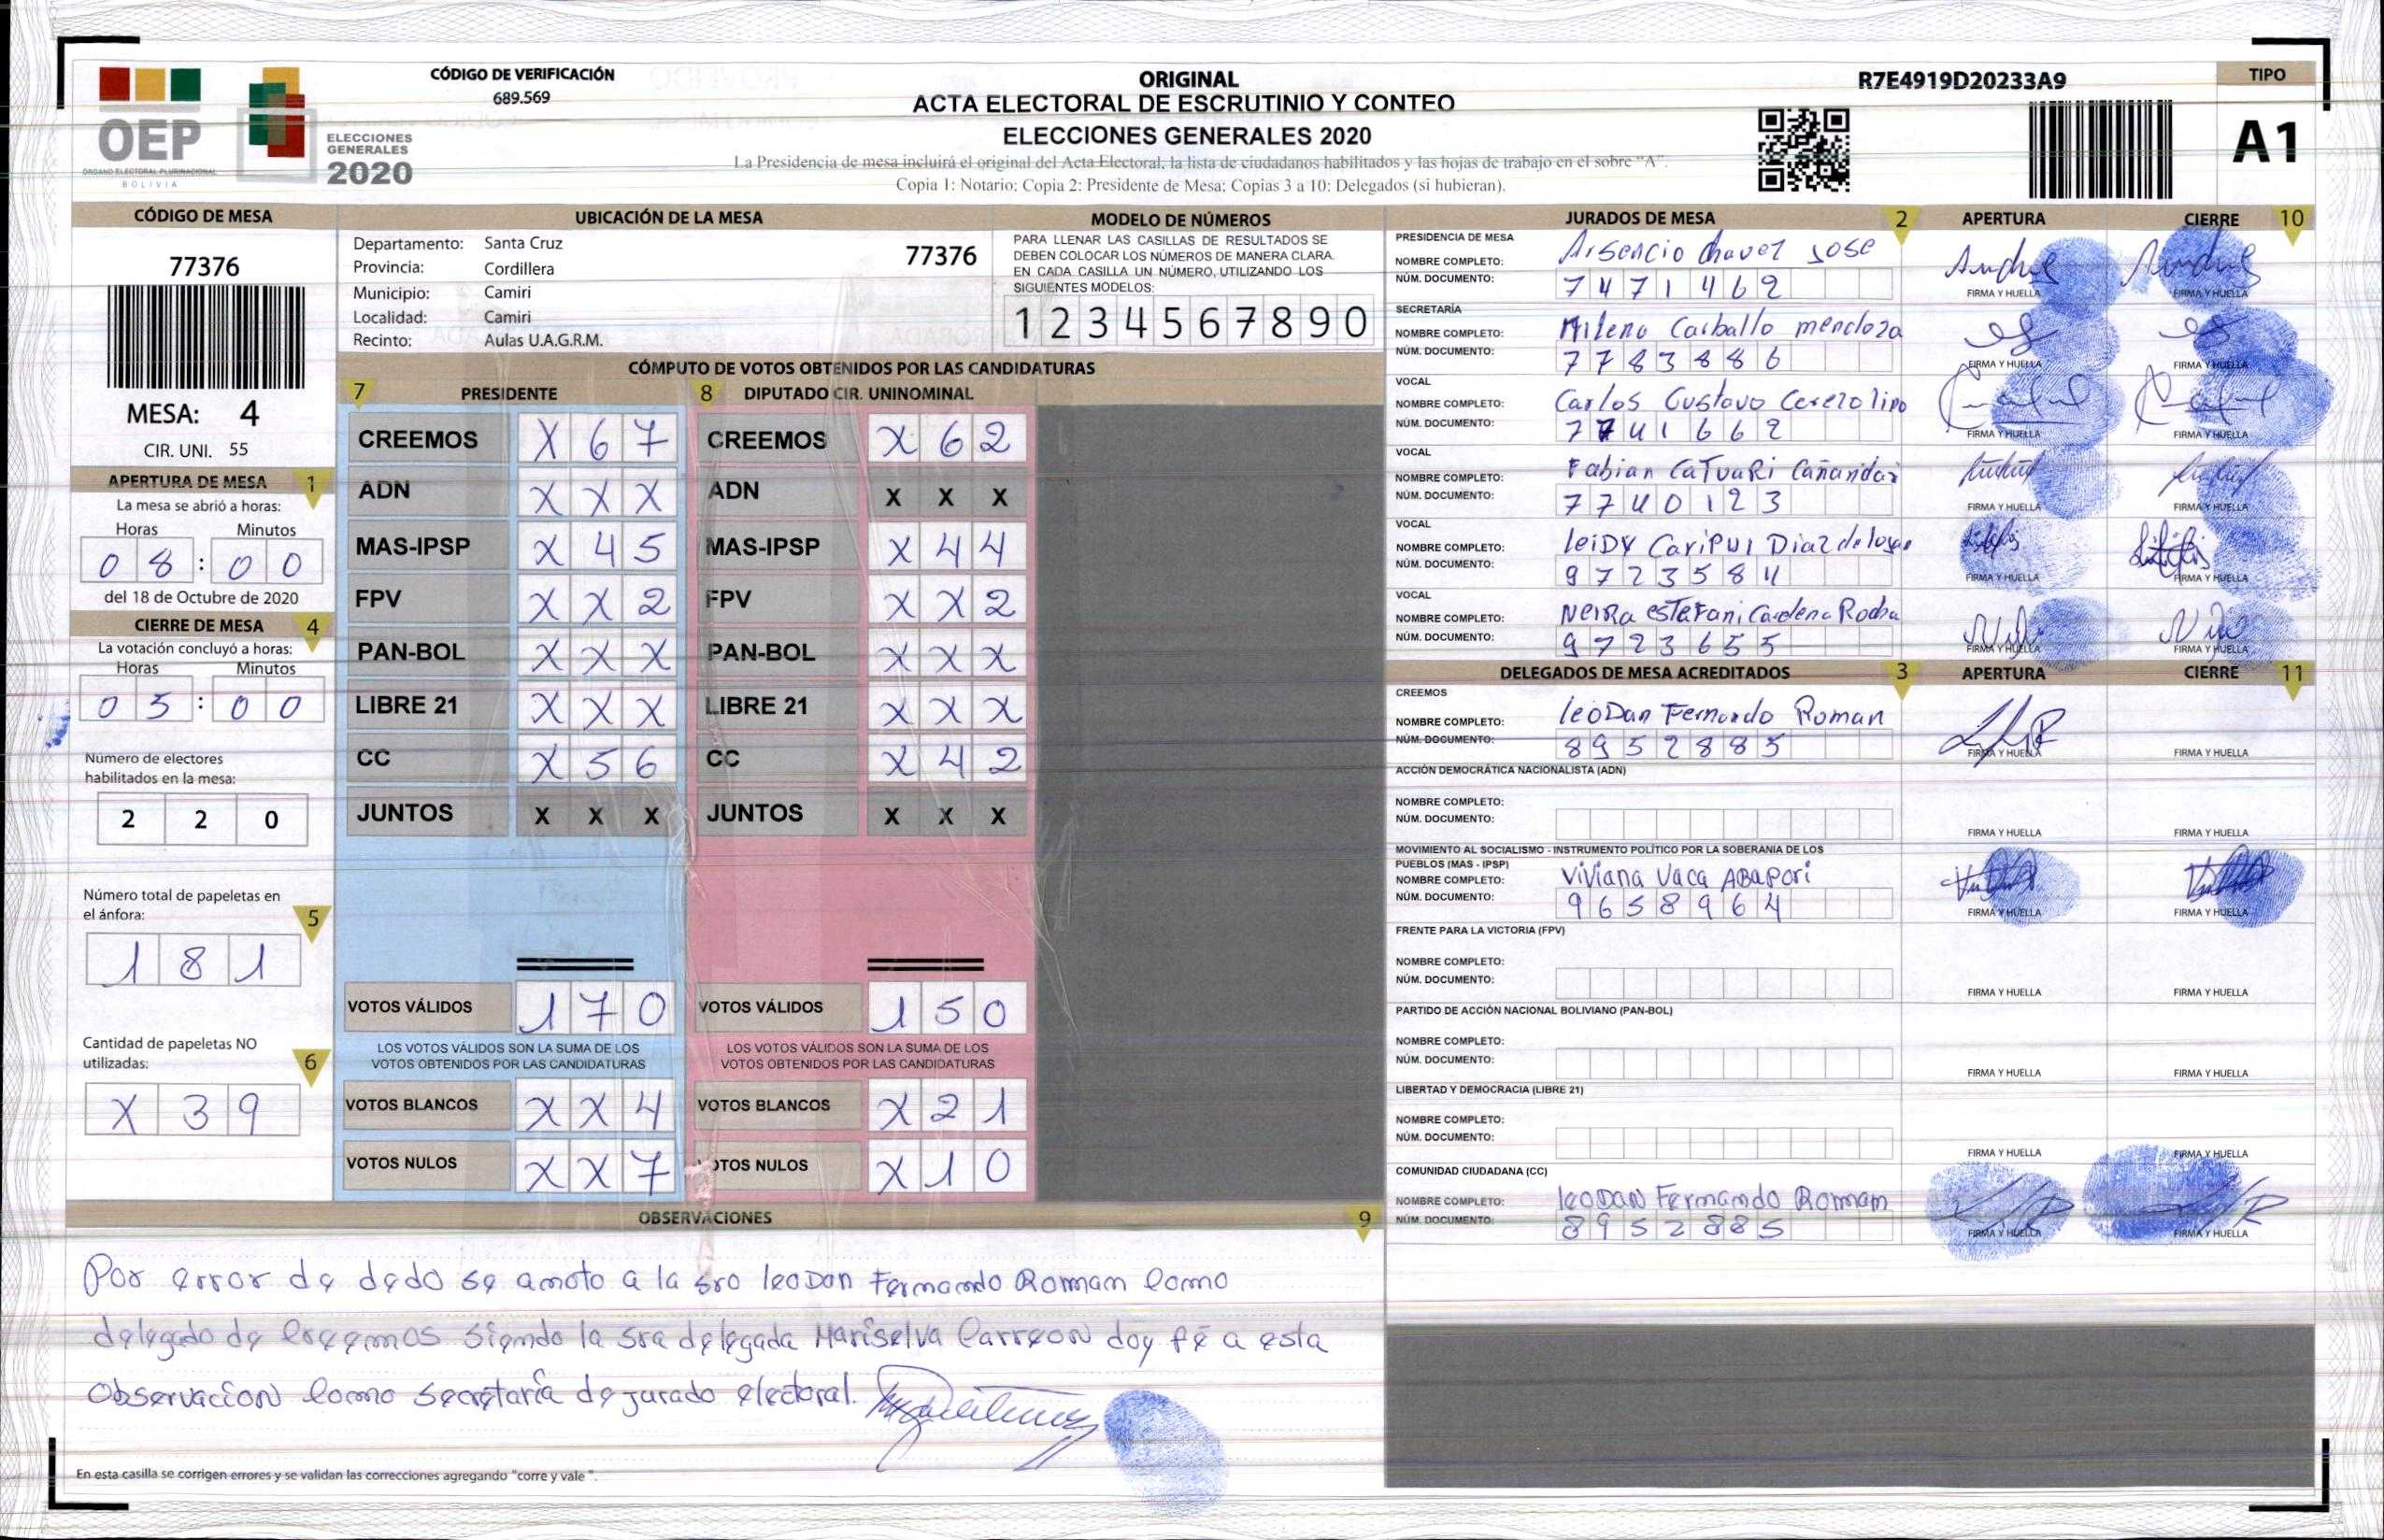 CÓDIGO DE VERIFICACIÓN
689.569
OEP
ÓRGANO ELECTORAL PLURINACIONAL
BOLIVIA
ELECCIONES
GENERALES
2020
ORIGINAL
ACTA ELECTORAL DE ESCRUTINIO Y CONTEO
ELECCIONES GENERALES 2020
La Presidencia de mesa incluirá el original del Acta Electoral, la lista de ciudadanos habilitados y las hojas de trabajo en el sobre "A".
Copia 1: Notario; Copia 2: Presidente de Mesa; Copias 3 a 10: Delegados (si hubieran).
R7E4919D20233A9
TIPO
A1
CÓDIGO DE MESA
77376
MESA: 4
CIR. UNI. 55
APERTURA DE MESA 1
La mesa se abrió a horas:
Horas Minutos
08:00
del 18 de Octubre de 2020
CIERRE DE MESA 4
La votación concluyó a horas:
Horas Minutos
05:00
Número de electores
habilitados en la mesa:
2 2 0
Número total de papeletas en
el ánfora: 5
1 8 1
Cantidad de papeletas NO
utilizadas: 6
X 3 9
UBICACIÓN DE LA MESA
Departamento: Santa Cruz 77376
Provincia: Cordillera
Municipio: Camiri
Localidad: Camiri
Recinto: Aulas U.A.G.R.M.
MODELO DE NÚMEROS
PARA LLENAR LAS CASILLAS DE RESULTADOS SE
DEBEN COLOCAR LOS NÚMEROS DE MANERA CLARA.
EN CADA CASILLA UN NÚMERO, UTILIZANDO LOS
SIGUIENTES MODELOS:
1 2 3 4 5 6 7 8 9 0
CÓMPUTO DE VOTOS OBTENIDOS POR LAS CANDIDATURAS
7 PRESIDENTE 8 DIPUTADO CIR. UNINOMINAL
CREEMOS X 6 7 CREEMOS X 6 2
ADN X X X ADN X X X
MAS-IPSP X 4 5 MAS-IPSP X 4 4
FPV X X 2 FPV X X 2
PAN-BOL X X X PAN-BOL X X X
LIBRE 21 X X X LIBRE 21 X X X
CC X 5 6 CC X 4 2
JUNTOS X X X JUNTOS X X X
VOTOS VÁLIDOS 1 7 0 VOTOS VÁLIDOS 1 5 0
LOS VOTOS VÁLIDOS SON LA SUMA DE LOS LOS VOTOS VÁLIDOS SON LA SUMA DE LOS
VOTOS OBTENIDOS POR LAS CANDIDATURAS VOTOS OBTENIDOS POR LAS CANDIDATURAS
VOTOS BLANCOS X X 4 VOTOS BLANCOS X 2 1
VOTOS NULOS X X 7 VOTOS NULOS X 1 0
OBSERVACIONES 9
Por error de dedo se amoto a la sro leoDan Fernando Roman como
delegado de creemos siendo la sra delegada Mariselva Carreon doy fé a esta
Observacion como secretaría de jurado electoral.
En esta casilla se corrigen errores y se validan las correcciones agregando "corre y vale".
JURADOS DE MESA 2 APERTURA CIERRE 10
PRESIDENCIA DE MESA
NOMBRE COMPLETO: Arsencio chavez jose
NÚM. DOCUMENTO: 7471462
FIRMA Y HUELLA FIRMA Y HUELLA
SECRETARÍA
NOMBRE COMPLETO: Milena Carballo mendoza
NÚM. DOCUMENTO: 7783886
FIRMA Y HUELLA FIRMA Y HUELLA
VOCAL
NOMBRE COMPLETO: Carlos Gustavo Cerezo
NÚM. DOCUMENTO: 7741662
FIRMA Y HUELLA FIRMA Y HUELLA
VOCAL
NOMBRE COMPLETO: Fabian CaTuaRi
NÚM. DOCUMENTO: 7740123
FIRMA Y HUELLA FIRMA Y HUELLA
VOCAL
NOMBRE COMPLETO: leiDy CariPui Diaz
NÚM. DOCUMENTO: 9723584
FIRMA Y HUELLA FIRMA Y HUELLA
VOCAL
NOMBRE COMPLETO: Neira esteFani Cardena Rocha
NÚM. DOCUMENTO: 9723655
FIRMA Y HUELLA FIRMA Y HUELLA
DELEGADOS DE MESA ACREDITADOS 3 APERTURA CIERRE 11
CREEMOS
NOMBRE COMPLETO: leoDan Fernando Roman
NÚM. DOCUMENTO: 8952885
FIRMA Y HUELLA FIRMA Y HUELLA
ACCIÓN DEMOCRÁTICA NACIONALISTA (ADN)
NOMBRE COMPLETO:
NÚM. DOCUMENTO:
FIRMA Y HUELLA FIRMA Y HUELLA
MOVIMIENTO AL SOCIALISMO - INSTRUMENTO POLÍTICO POR LA SOBERANIA DE LOS
PUEBLOS (MAS - IPSP)
NOMBRE COMPLETO: Viviana Vaca ABapori
NÚM. DOCUMENTO: 9658964
FIRMA Y HUELLA FIRMA Y HUELLA
FRENTE PARA LA VICTORIA (FPV)
NOMBRE COMPLETO:
NÚM. DOCUMENTO:
FIRMA Y HUELLA FIRMA Y HUELLA
PARTIDO DE ACCIÓN NACIONAL BOLIVIANO (PAN-BOL)
NOMBRE COMPLETO:
NÚM. DOCUMENTO:
FIRMA Y HUELLA FIRMA Y HUELLA
LIBERTAD Y DEMOCRACIA (LIBRE 21)
NOMBRE COMPLETO:
NÚM. DOCUMENTO:
FIRMA Y HUELLA FIRMA Y HUELLA
COMUNIDAD CIUDADANA (CC)
NOMBRE COMPLETO: leoDan Fernando Roman
NÚM. DOCUMENTO: 8952885
FIRMA Y HUELLA FIRMA Y HUELLA